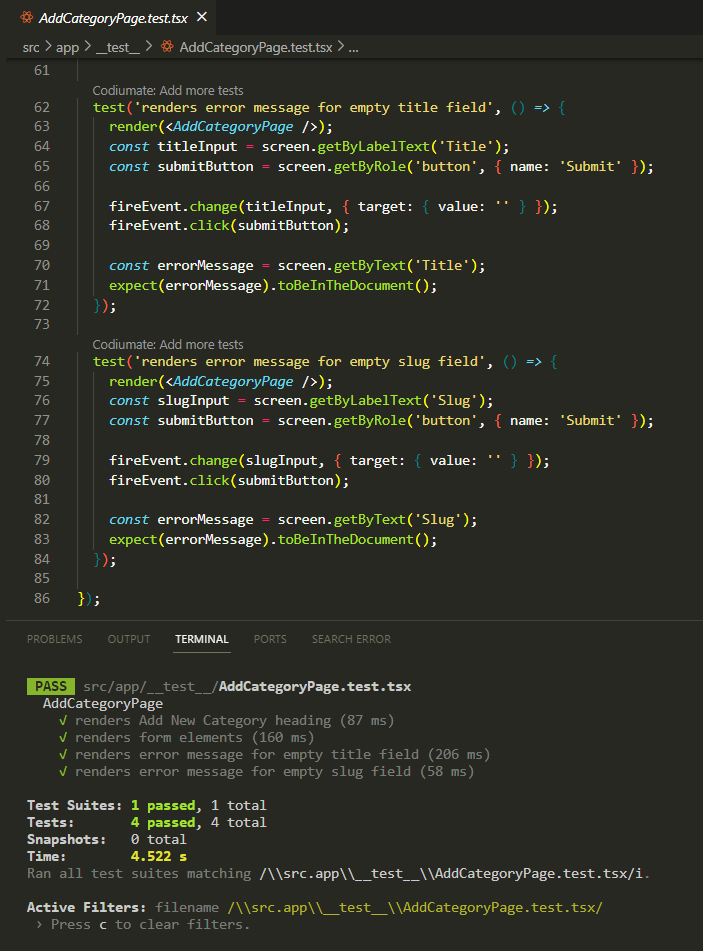 AddCategoryPage.test.tsx ×
src > app > __test__ > AddCategoryPage.test.tsx > ...
61
Codiumate: Add more tests
62 test('renders error message for empty title field', () => {
63 render(<AddCategoryPage />);
64 const titleInput = screen.getByLabelText('Title');
65 const submitButton = screen.getByRole('button', { name: 'Submit' });
66
67 fireEvent.change(titleInput, { target: { value: '' } });
68 fireEvent.click(submitButton);
69
70 const errorMessage = screen.getByText('Title');
71 expect(errorMessage).toBeInTheDocument();
72 });
73
Codiumate: Add more tests
74 test('renders error message for empty slug field', () => {
75 render(<AddCategoryPage />);
76 const slugInput = screen.getByLabelText('Slug');
77 const submitButton = screen.getByRole('button', { name: 'Submit' });
78
79 fireEvent.change(slugInput, { target: { value: '' } });
80 fireEvent.click(submitButton);
81
82 const errorMessage = screen.getByText('Slug');
83 expect(errorMessage).toBeInTheDocument();
84 });
85
86 });
PROBLEMS OUTPUT TERMINAL PORTS SEARCH ERROR
PASS src/app/__test__/AddCategoryPage.test.tsx
AddCategoryPage
√ renders Add New Category heading (87 ms)
√ renders form elements (160 ms)
√ renders error message for empty title field (206 ms)
√ renders error message for empty slug field (58 ms)
Test Suites: 1 passed, 1 total
Tests: 4 passed, 4 total
Snapshots: 0 total
Time: 4.522 s
Ran all test suites matching /\\src.app\\__test__\\AddCategoryPage.test.tsx/i.
Active Filters: filename /\\src.app\\__test__\\AddCategoryPage.test.tsx/
› Press c to clear filters.